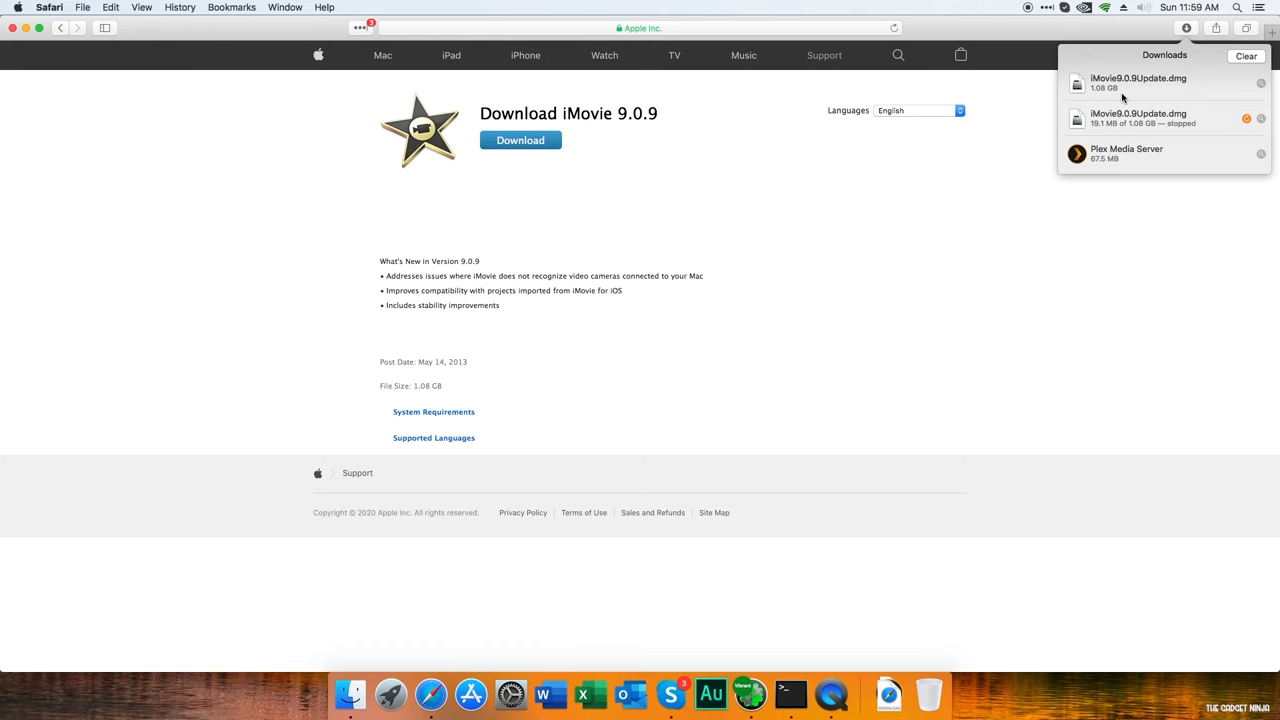 Safari File Edit View History Bookmarks Window Help
Sun 11:59 AM
3
Apple Inc.
Mac iPad iPhone Watch TV Music Support
Downloads Clear
iMovie9.0.9Update.dmg
1.08 GB
iMovie9.0.9Update.dmg
19.1 MB of 1.08 GB — stopped
Plex Media Server
67.5 MB
Download iMovie 9.0.9
Download
Languages English
What's New in Version 9.0.9
• Addresses issues where iMovie does not recognize video cameras connected to your Mac
• Improves compatibility with projects imported from iMovie for iOS
• Includes stability improvements
Post Date: May 14, 2013
File Size: 1.08 GB
System Requirements
Supported Languages
Support
Copyright © 2020 Apple Inc. All rights reserved. Privacy Policy Terms of Use Sales and Refunds Site Map
W X O S 3 Au Vibrant >_ DOWNLOAD
THE GADGET NINJA